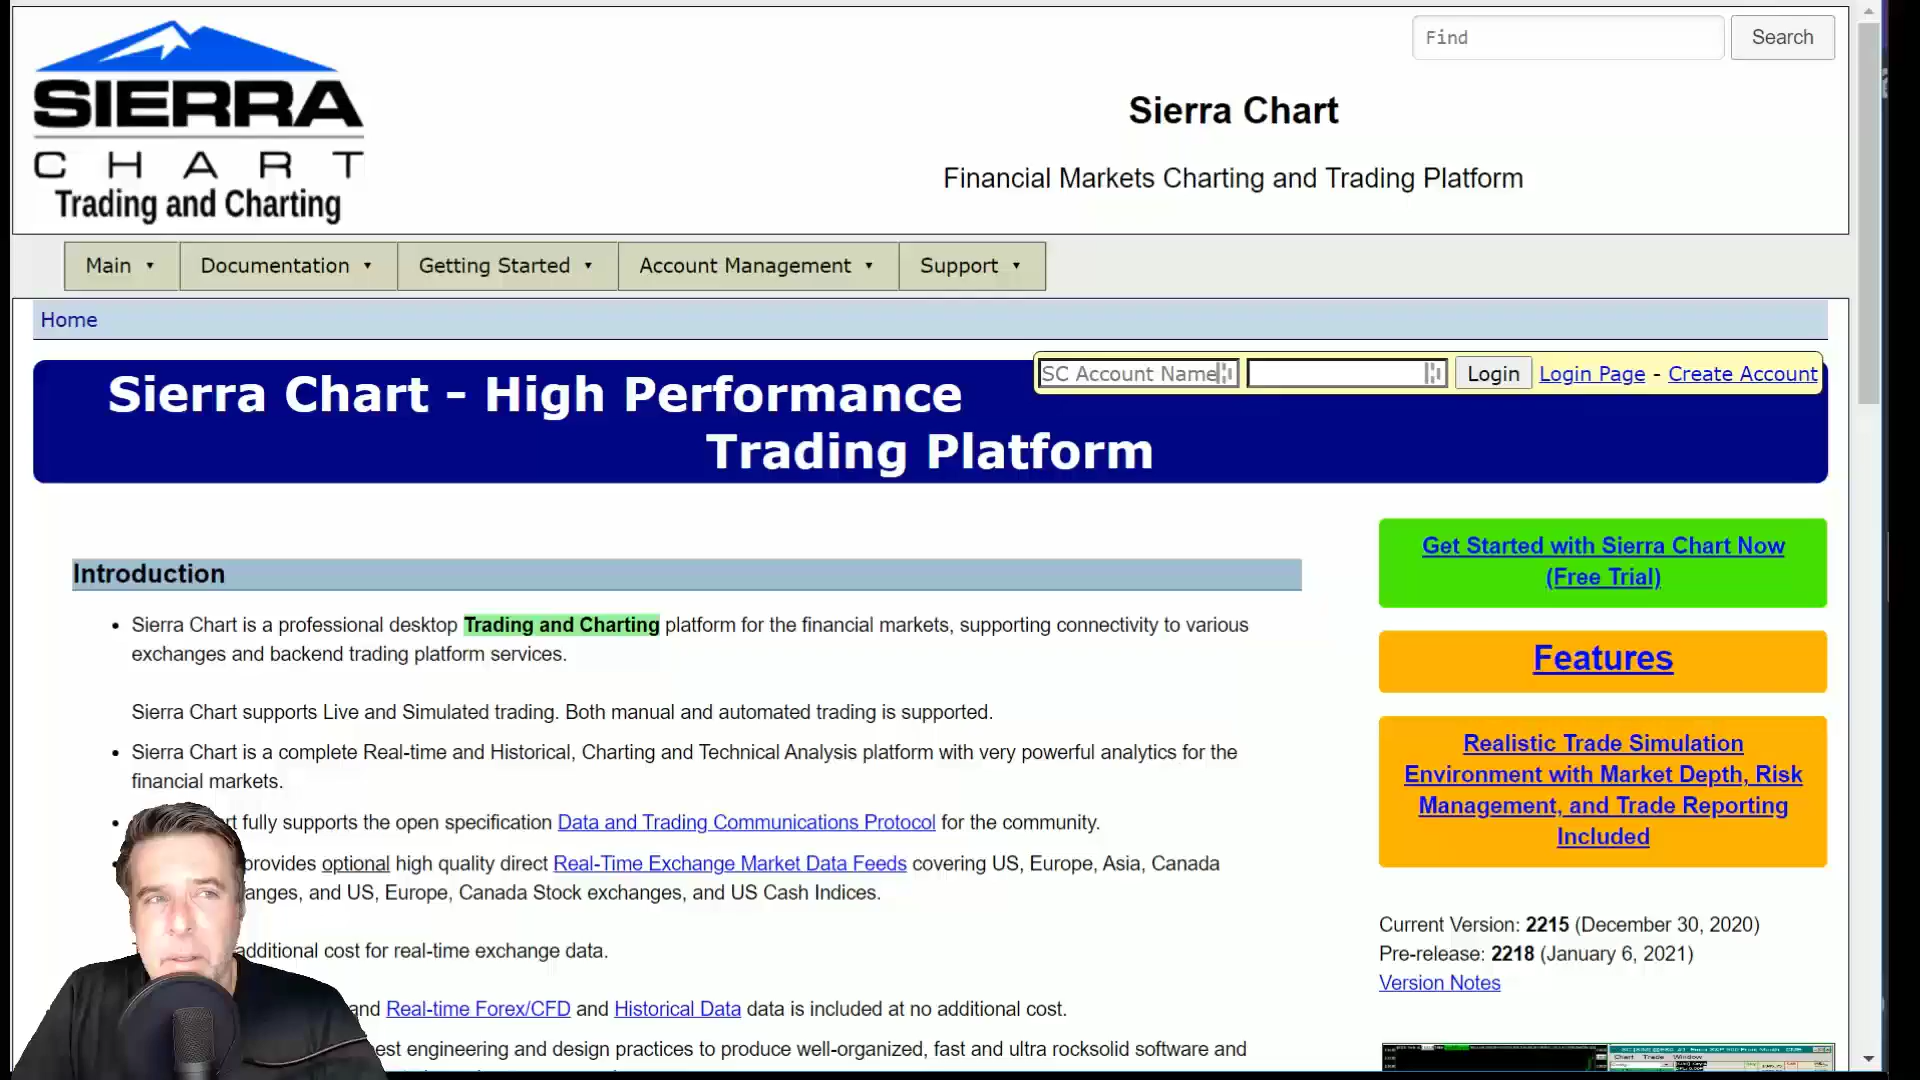 SIERRA
CHART
Trading and Charting
Find
Search
Sierra Chart
Financial Markets Charting and Trading Platform
Main
Documentation
Getting Started
Account Management
Support
Home
SC Account Name
Login
Login Page - Create Account
Sierra Chart - High Performance
Trading Platform
Introduction
• Sierra Chart is a professional desktop Trading and Charting platform for the financial markets, supporting connectivity to various
exchanges and backend trading platform services.
Sierra Chart supports Live and Simulated trading. Both manual and automated trading is supported.
• Sierra Chart is a complete Real-time and Historical, Charting and Technical Analysis platform with very powerful analytics for the
financial markets.
fully supports the open specification Data and Trading Communications Protocol for the community.
provides optional high quality direct Real-Time Exchange Market Data Feeds covering US, Europe, Asia, Canada
and US, Europe, Canada Stock exchanges, and US Cash Indices.
additional cost for real-time exchange data.
and Real-time Forex/CFD and Historical Data data is included at no additional cost.
engineering and design practices to produce well-organized, fast and ultra rocksolid software and
Get Started with Sierra Chart Now
(Free Trial)
Features
Realistic Trade Simulation
Environment with Market Depth, Risk
Management, and Trade Reporting
Included
Current Version: 2215 (December 30, 2020)
Pre-release: 2218 (January 6, 2021)
Version Notes
Chart Trade Window